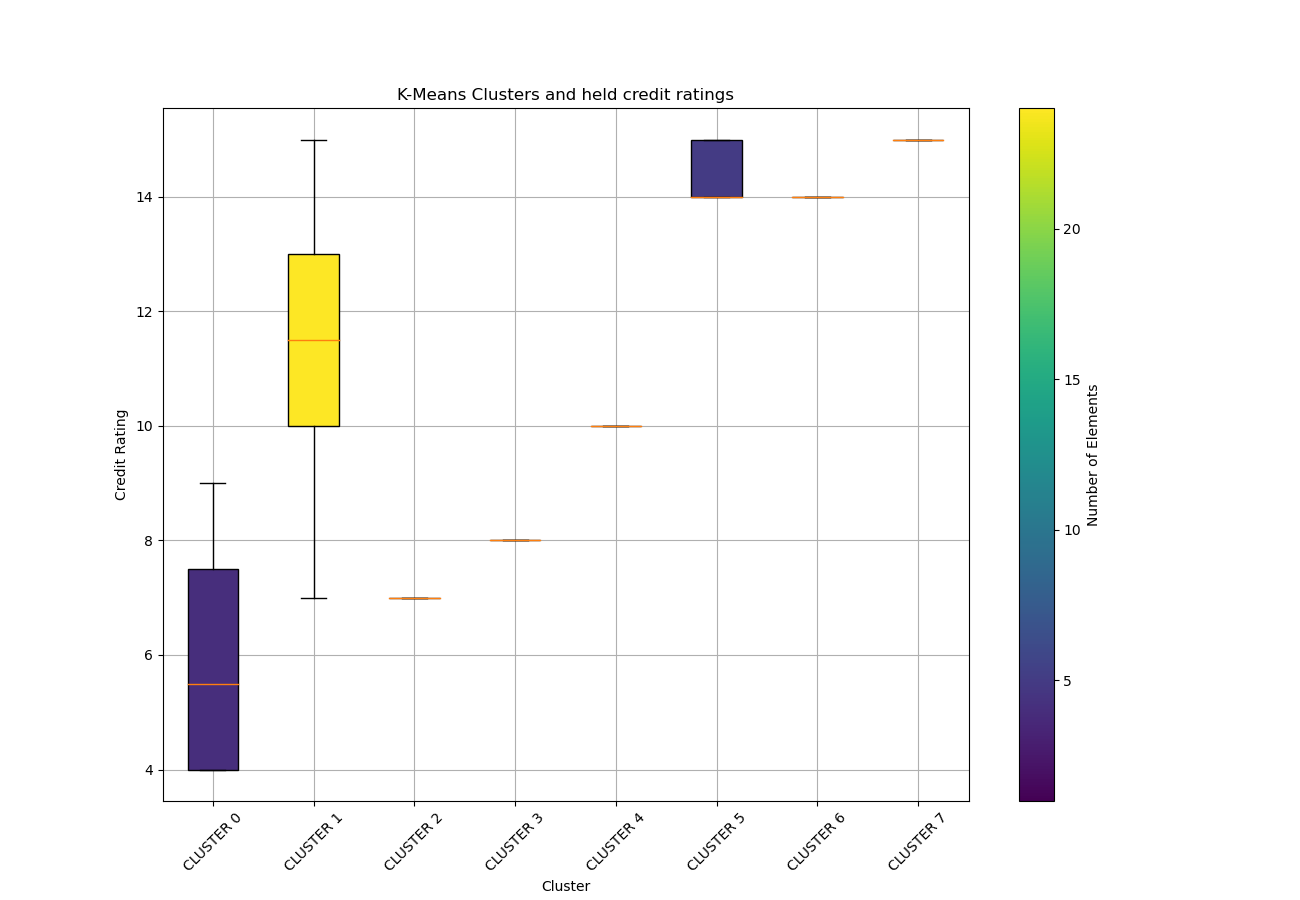 K-Means Clusters and held credit ratings
14
12
10
8
6
4
Credit Rating
CLUSTER 0
CLUSTER 1
CLUSTER 2
CLUSTER 3
CLUSTER 4
CLUSTER 5
CLUSTER 6
CLUSTER 7
Cluster
20
15
10
5
Number of Elements